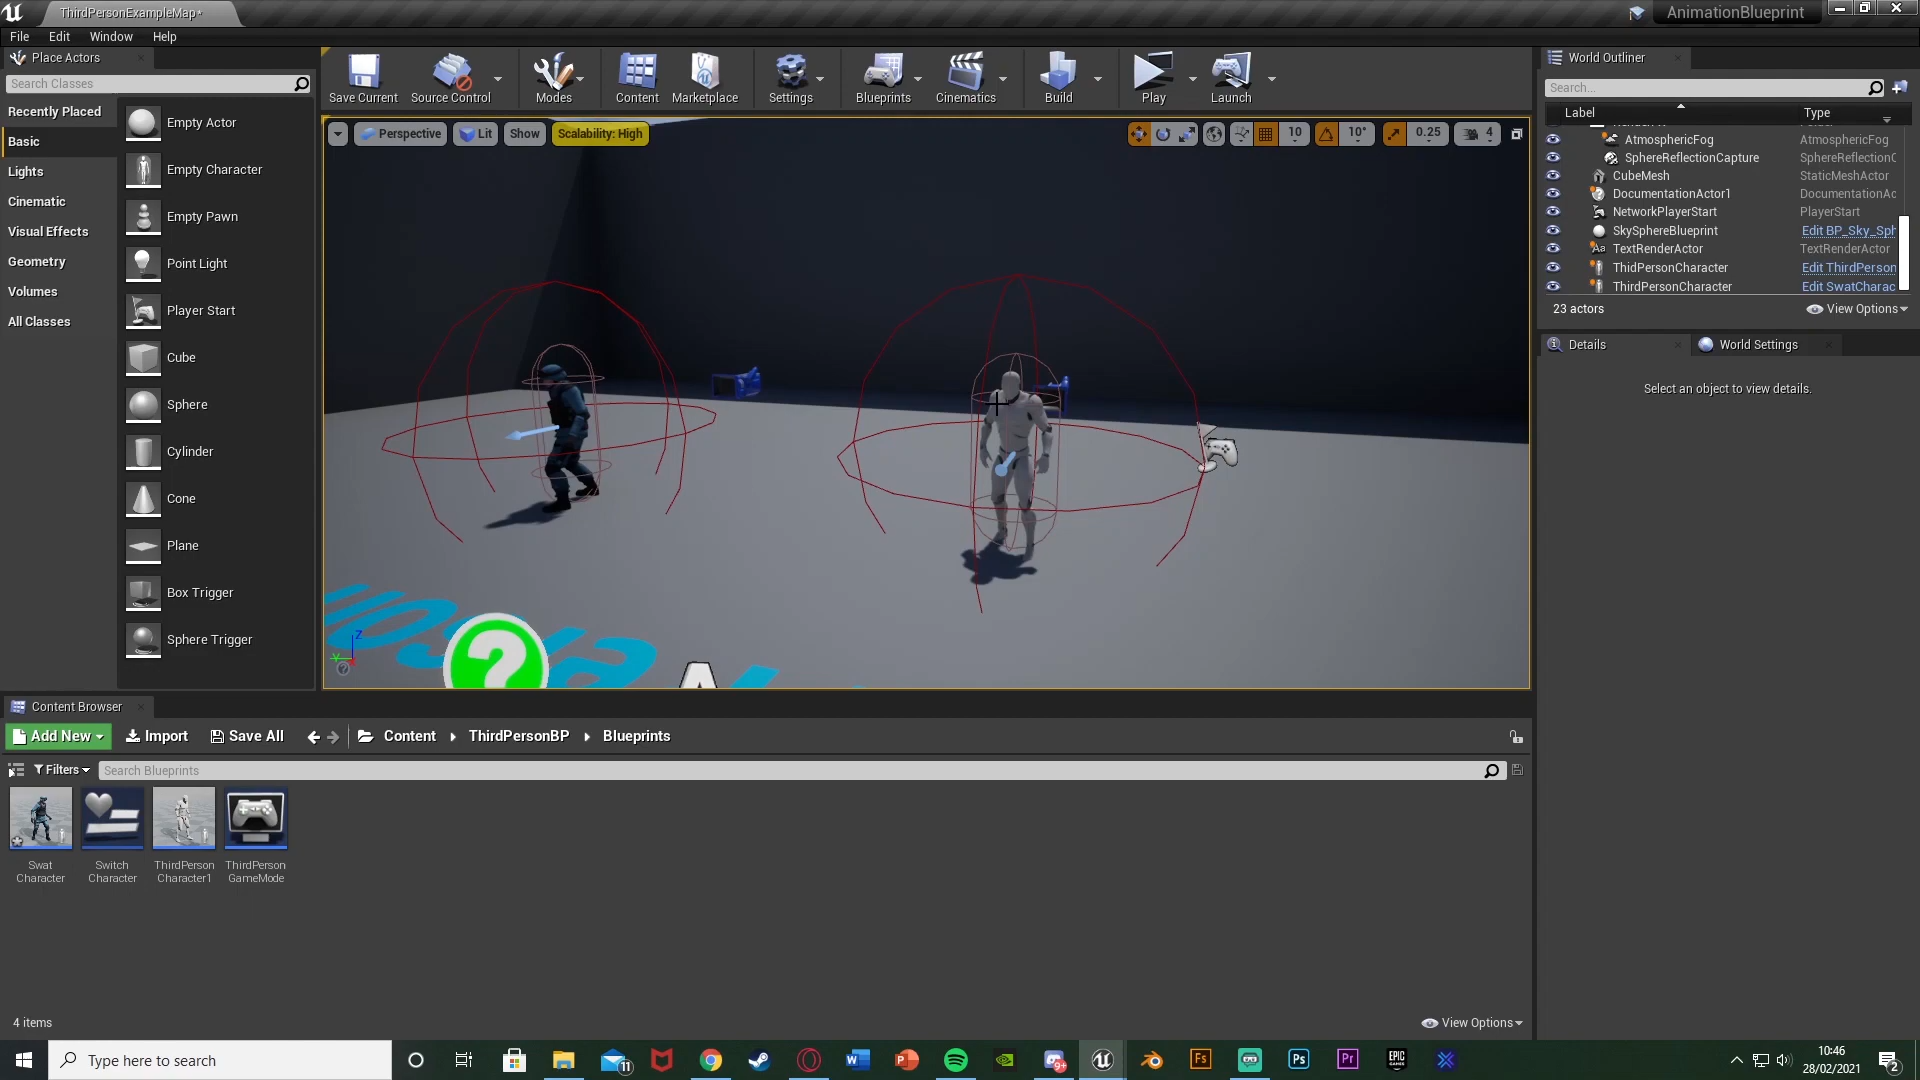 ThirdPersonExampleMap*
AnimationBlueprint
File Edit Window Help
Place Actors
Search Classes
Recently Placed
Basic
Lights
Cinematic
Visual Effects
Geometry
Volumes
All Classes
Empty Actor
Empty Character
Empty Pawn
Point Light
Player Start
Cube
Sphere
Cylinder
Cone
Plane
Box Trigger
Sphere Trigger
Save Current Source Control Modes Content Marketplace Settings Blueprints Cinematics Build Play Launch
Perspective Lit Show Scalability: High
10 10° 0.25 4
Z
Y
World Outliner
Search...
Label Type
AtmosphericFog AtmosphericFog
SphereReflectionCapture SphereReflectionC
CubeMesh StaticMeshActor
DocumentationActor1 DocumentationAc
NetworkPlayerStart PlayerStart
SkySphereBlueprint Edit BP_Sky_Sph
TextRenderActor TextRenderActor
ThidPersonCharacter Edit ThirdPerson
ThirdPersonCharacter Edit SwatCharac
23 actors View Options
Details World Settings
Select an object to view details.
Content Browser
Add New Import Save All Content ThirdPersonBP Blueprints
Filters Search Blueprints
Swat
Character
Switch
Character
ThirdPerson
Character1
ThirdPerson
GameMode
4 items View Options
Type here to search
11
9+
10:46
28/02/2021
2